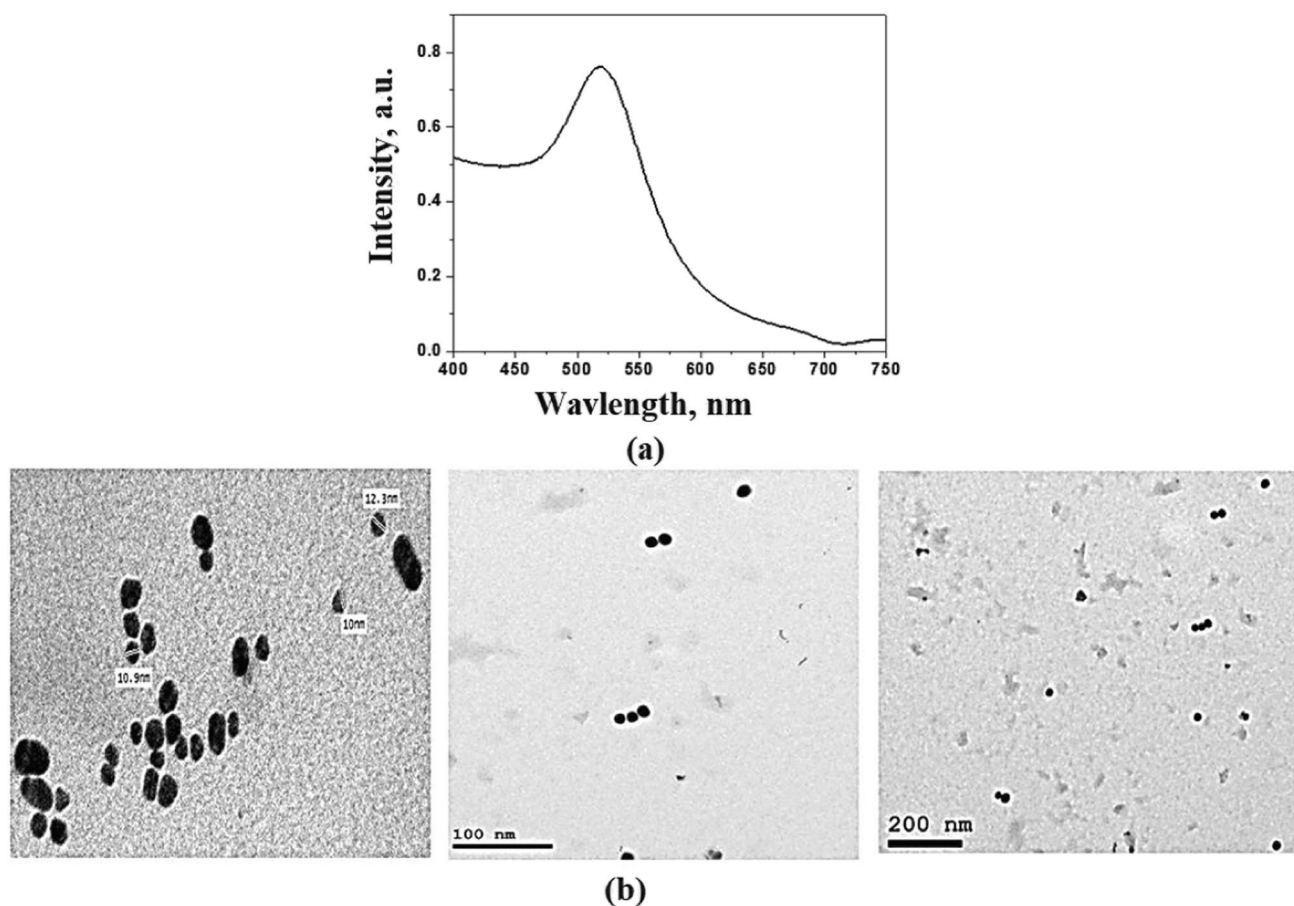 0.8
0.6
0.4
0.2
0.0
Intensity, a.u.
400 450 500 550 600 650 700 750
Wavlength, nm
(a)
12.3nm
10nm
10.9nm
100 nm
200 nm
(b)